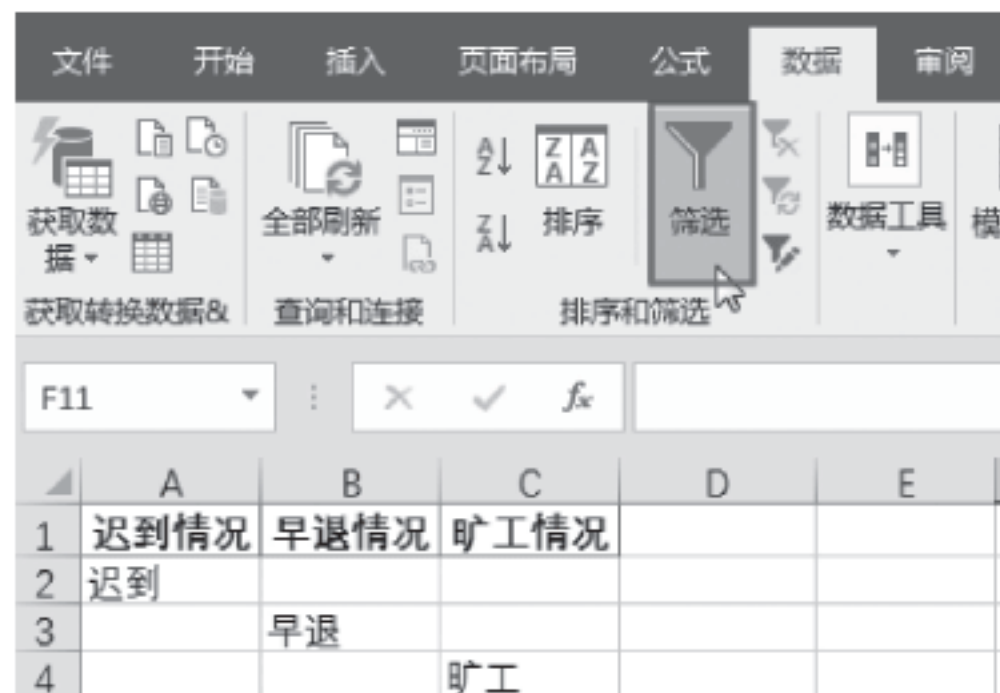 文件 开始 插入 页面布局 公式 数据 审阅
获取数据
全部刷新
排序
筛选
数据工具
获取转换数据&
查询和连接
排序和筛选
F11
fx
A B C D E
1 迟到情况 早退情况 旷工情况
2 迟到
3 早退
4 旷工